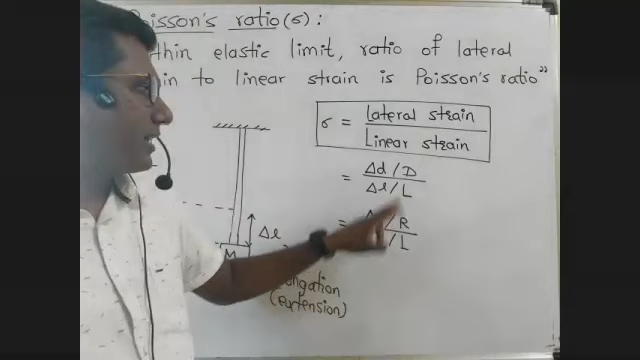 oisson's ratio (σ) :
thin elastic limit, ratio of lateral
in to linear strain is Poisson's ratio"
σ = lateral strain
Linear strain
= Δd / D
Δl / L
= / R
/ L
Δl
M
ngation
(extension)